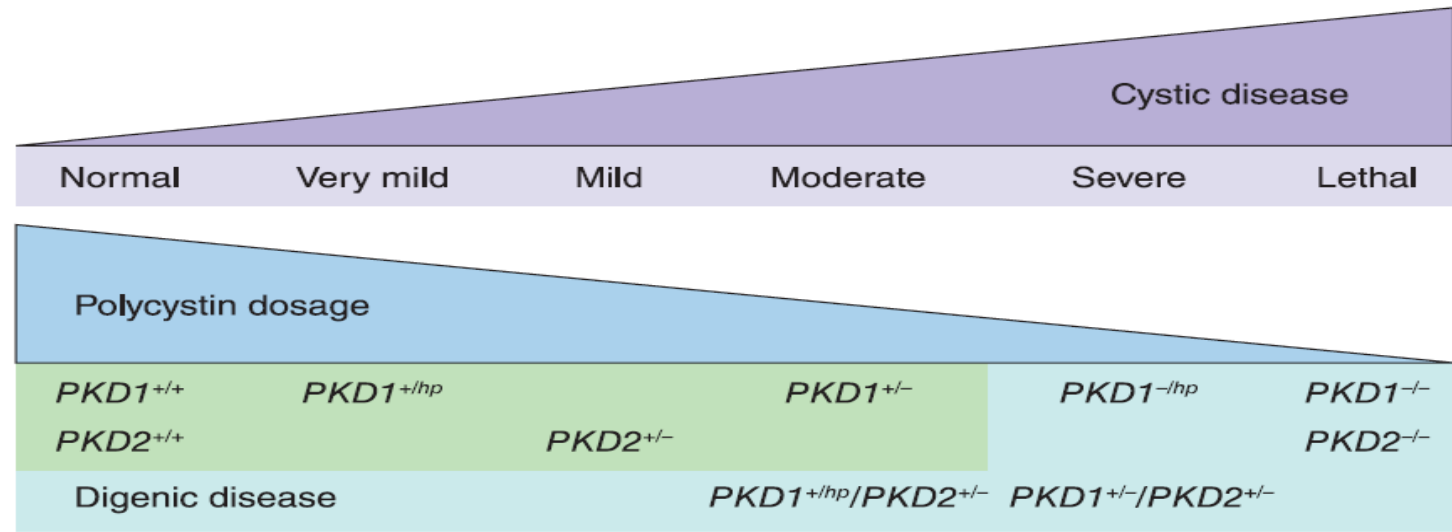 Cystic disease
Normal Very mild Mild Moderate Severe Lethal
Polycystin dosage
PKD1+/+ PKD1+/hp PKD1+/– PKD1–/hp PKD1–/–
PKD2+/+ PKD2+/– PKD2–/–
Digenic disease PKD1+/hp/PKD2+/– PKD1+/–/PKD2+/–